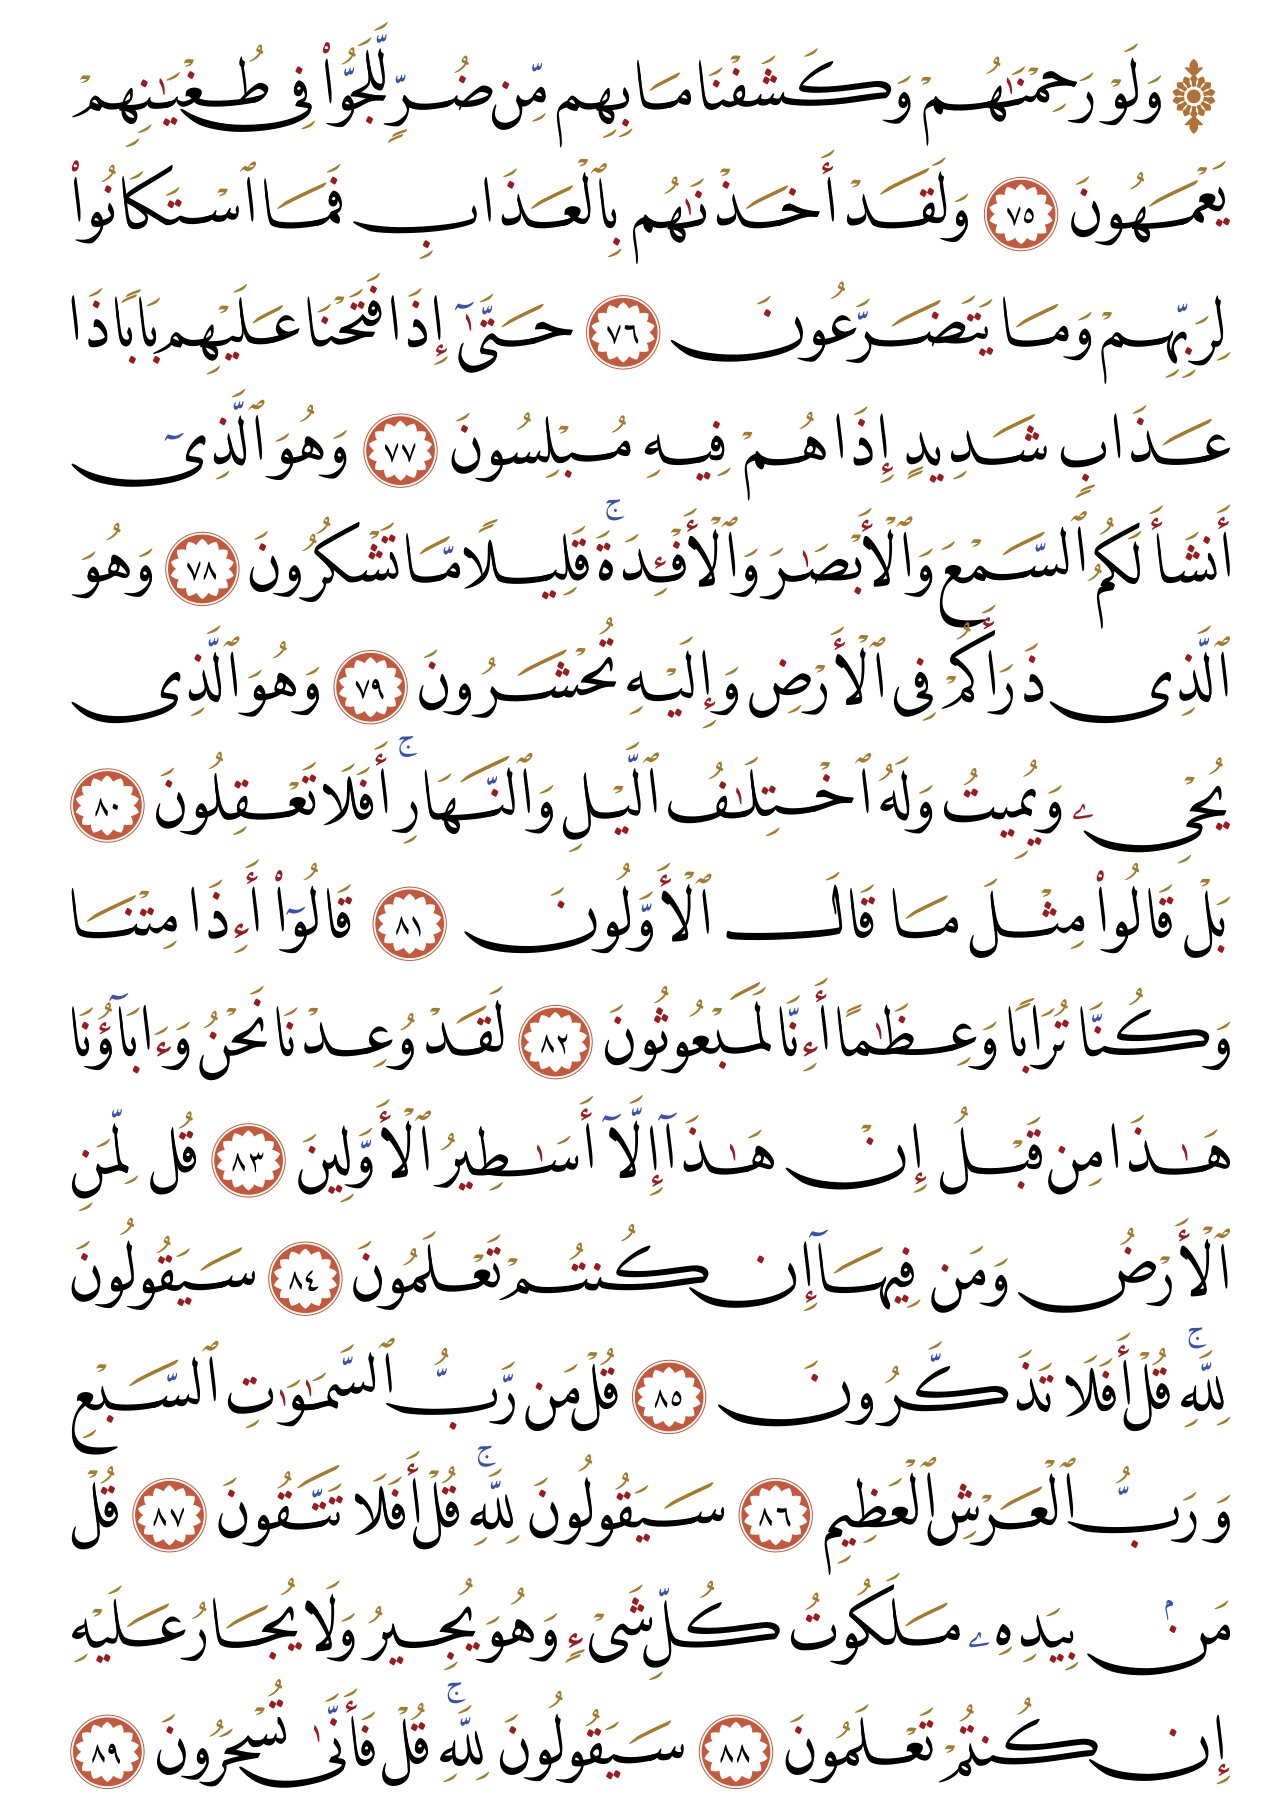 ۞ وَلَوْ رَحِمْنَٰهُمْ وَكَشَفْنَا مَا بِهِم مِّن ضُرٍّ لَّلَجُّوا۟ فِى طُغْيَٰنِهِمْ
يَعْمَهُونَ ٧٥ وَلَقَدْ أَخَذْنَٰهُم بِٱلْعَذَابِ فَمَا ٱسْتَكَانُوا۟
لِرَبِّهِمْ وَمَا يَتَضَرَّعُونَ ٧٦ حَتَّىٰٓ إِذَا فَتَحْنَا عَلَيْهِم بَابًا ذَا
عَذَابٍ شَدِيدٍ إِذَا هُمْ فِيهِ مُبْلِسُونَ ٧٧ وَهُوَ ٱلَّذِىٓ
أَنشَأَ لَكُمُ ٱلسَّمْعَ وَٱلْأَبْصَٰرَ وَٱلْأَفْـِٔدَةَ ۚ قَلِيلًا مَّا تَشْكُرُونَ ٧٨ وَهُوَ
ٱلَّذِى ذَرَأَكُمْ فِى ٱلْأَرْضِ وَإِلَيْهِ تُحْشَرُونَ ٧٩ وَهُوَ ٱلَّذِى
يُحْىِۦ وَيُمِيتُ وَلَهُ ٱخْتِلَٰفُ ٱلَّيْلِ وَٱلنَّهَارِ ۚ أَفَلَا تَعْقِلُونَ ٨٠
بَلْ قَالُوا۟ مِثْلَ مَا قَالَ ٱلْأَوَّلُونَ ٨١ قَالُوٓا۟ أَءِذَا مِتْنَا
وَكُنَّا تُرَابًا وَعِظَٰمًا أَءِنَّا لَمَبْعُوثُونَ ٨٢ لَقَدْ وُعِدْنَا نَحْنُ وَءَابَآؤُنَا
هَٰذَا مِن قَبْلُ إِنْ هَٰذَآ إِلَّآ أَسَٰطِيرُ ٱلْأَوَّلِينَ ٨٣ قُل لِّمَنِ
ٱلْأَرْضُ وَمَن فِيهَآ إِن كُنتُمْ تَعْلَمُونَ ٨٤ سَيَقُولُونَ
لِلَّهِ ۚ قُلْ أَفَلَا تَذَكَّرُونَ ٨٥ قُلْ مَن رَّبُّ ٱلسَّمَٰوَٰتِ ٱلسَّبْعِ
وَرَبُّ ٱلْعَرْشِ ٱلْعَظِيمِ ٨٦ سَيَقُولُونَ لِلَّهِ ۚ قُلْ أَفَلَا تَتَّقُونَ ٨٧ قُلْ
مَنۢ بِيَدِهِۦ مَلَكُوتُ كُلِّ شَىْءٍ وَهُوَ يُجِيرُ وَلَا يُجَارُ عَلَيْهِ
إِن كُنتُمْ تَعْلَمُونَ ٨٨ سَيَقُولُونَ لِلَّهِ ۚ قُلْ فَأَنَّىٰ تُسْحَرُونَ ٨٩